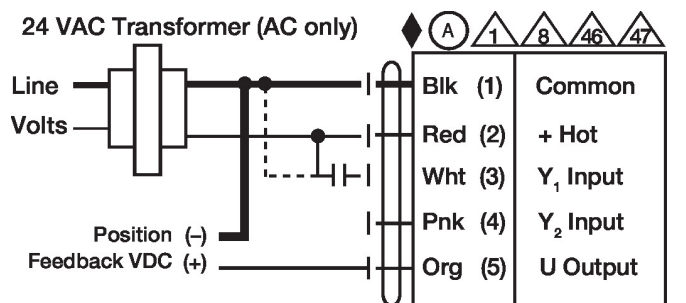 24 VAC Transformer (AC only)
A 1 8 46 47
Line
Volts
Blk (1) Common
Red (2) + Hot
Wht (3) Y₁ Input
Pnk (4) Y₂ Input
Org (5) U Output
Position (–)
Feedback VDC (+)